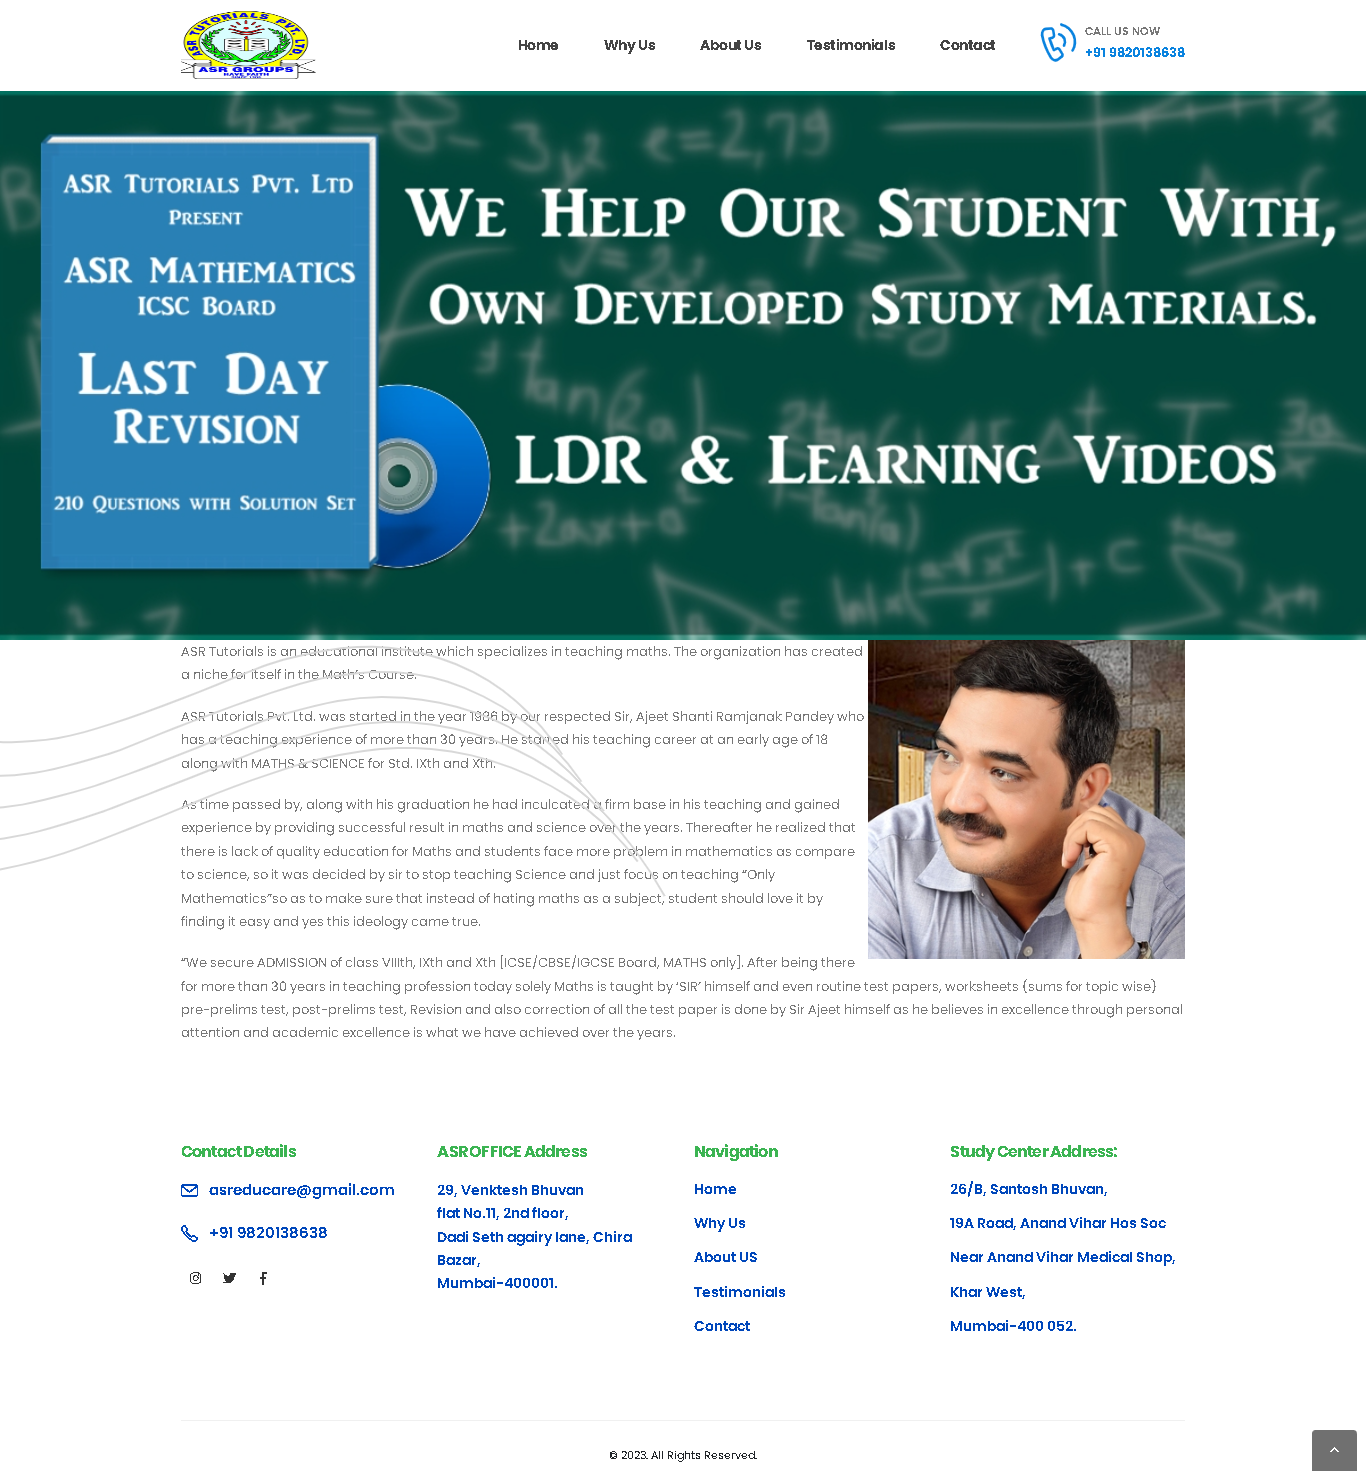 ASR TUTORIALS PVT. LTD
ASR GROUPS
HAVE FAITH
Home
Why Us
About Us
Testimonials
Contact
CALL US NOW
+91 9820138638
ASR Tutorials Pvt. Ltd
Present
ASR Mathematics
ICSC Board
Last Day
Revision
210 Questions with Solution Set
We Help Our Student With,
Own Developed Study Materials.
LDR & Learning Videos
ASR Tutorials is an educational institute which specializes in teaching maths. The organization has created
a niche for itself in the Math's Course.
ASR Tutorials Pvt. Ltd. was started in the year 1986 by our respected Sir, Ajeet Shanti Ramjanak Pandey who
has a teaching experience of more than 30 years. He started his teaching career at an early age of 18
along with MATHS & SCIENCE for Std. IXth and Xth.
As time passed by, along with his graduation he had inculcated a firm base in his teaching and gained
experience by providing successful result in maths and science over the years. Thereafter he realized that
there is lack of quality education for Maths and students face more problem in mathematics as compare
to science, so it was decided by sir to stop teaching Science and just focus on teaching “Only
Mathematics”so as to make sure that instead of hating maths as a subject, student should love it by
finding it easy and yes this ideology came true.
“We secure ADMISSION of class VIIIth, IXth and Xth [ICSE/CBSE/IGCSE Board, MATHS only]. After being there
for more than 30 years in teaching profession today solely Maths is taught by ‘SIR’ himself and even routine test papers, worksheets {sums for topic wise}
pre-prelims test, post-prelims test, Revision and also correction of all the test paper is done by Sir Ajeet himself as he believes in excellence through personal
attention and academic excellence is what we have achieved over the years.
Contact Details
asreducare@gmail.com
+91 9820138638
ASR OFFICE Address
29, Venktesh Bhuvan
flat No.11, 2nd floor,
Dadi Seth agairy lane, Chira
Bazar,
Mumbai-400001.
Navigation
Home
Why Us
About US
Testimonials
Contact
Study Center Address:
26/B, Santosh Bhuvan,
19A Road, Anand Vihar Hos Soc
Near Anand Vihar Medical Shop,
Khar West,
Mumbai-400 052.
© 2023. All Rights Reserved.